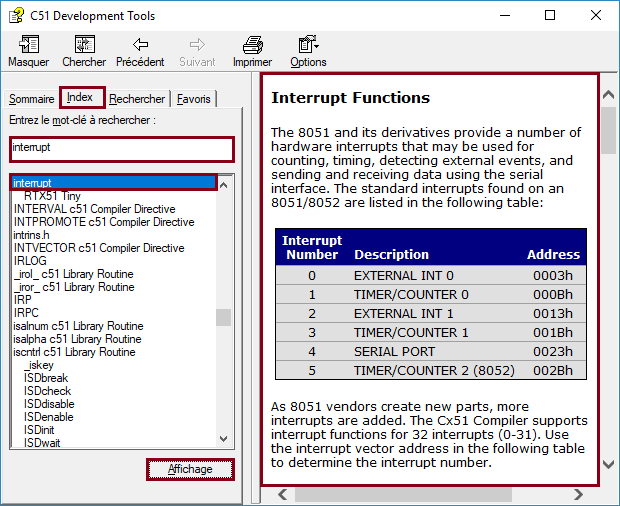 C51 Development Tools
Masquer Chercher Précédent Suivant Imprimer Options
Sommaire Index Rechercher Favoris
Entrez le mot-clé à rechercher :
interrupt
interrupt
RTX51 Tiny
INTERVAL c51 Compiler Directive
INTPROMOTE c51 Compiler Directive
intrins.h
INTVECTOR c51 Compiler Directive
IRLOG
_irol_ c51 Library Routine
_iror_ c51 Library Routine
IRP
IRPC
isalnum c51 Library Routine
isalpha c51 Library Routine
iscntrl c51 Library Routine
_iskey
ISDbreak
ISDcheck
ISDdisable
ISDenable
ISDinit
ISDwait
Affichage
Interrupt Functions
The 8051 and its derivatives provide a number of
hardware interrupts that may be used for
counting, timing, detecting external events, and
sending and receiving data using the serial
interface. The standard interrupts found on an
8051/8052 are listed in the following table:
Interrupt
Number Description Address
0 EXTERNAL INT 0 0003h
1 TIMER/COUNTER 0 000Bh
2 EXTERNAL INT 1 0013h
3 TIMER/COUNTER 1 001Bh
4 SERIAL PORT 0023h
5 TIMER/COUNTER 2 (8052) 002Bh
As 8051 vendors create new parts, more
interrupts are added. The Cx51 Compiler supports
interrupt functions for 32 interrupts (0-31). Use
the interrupt vector address in the following table
to determine the interrupt number.